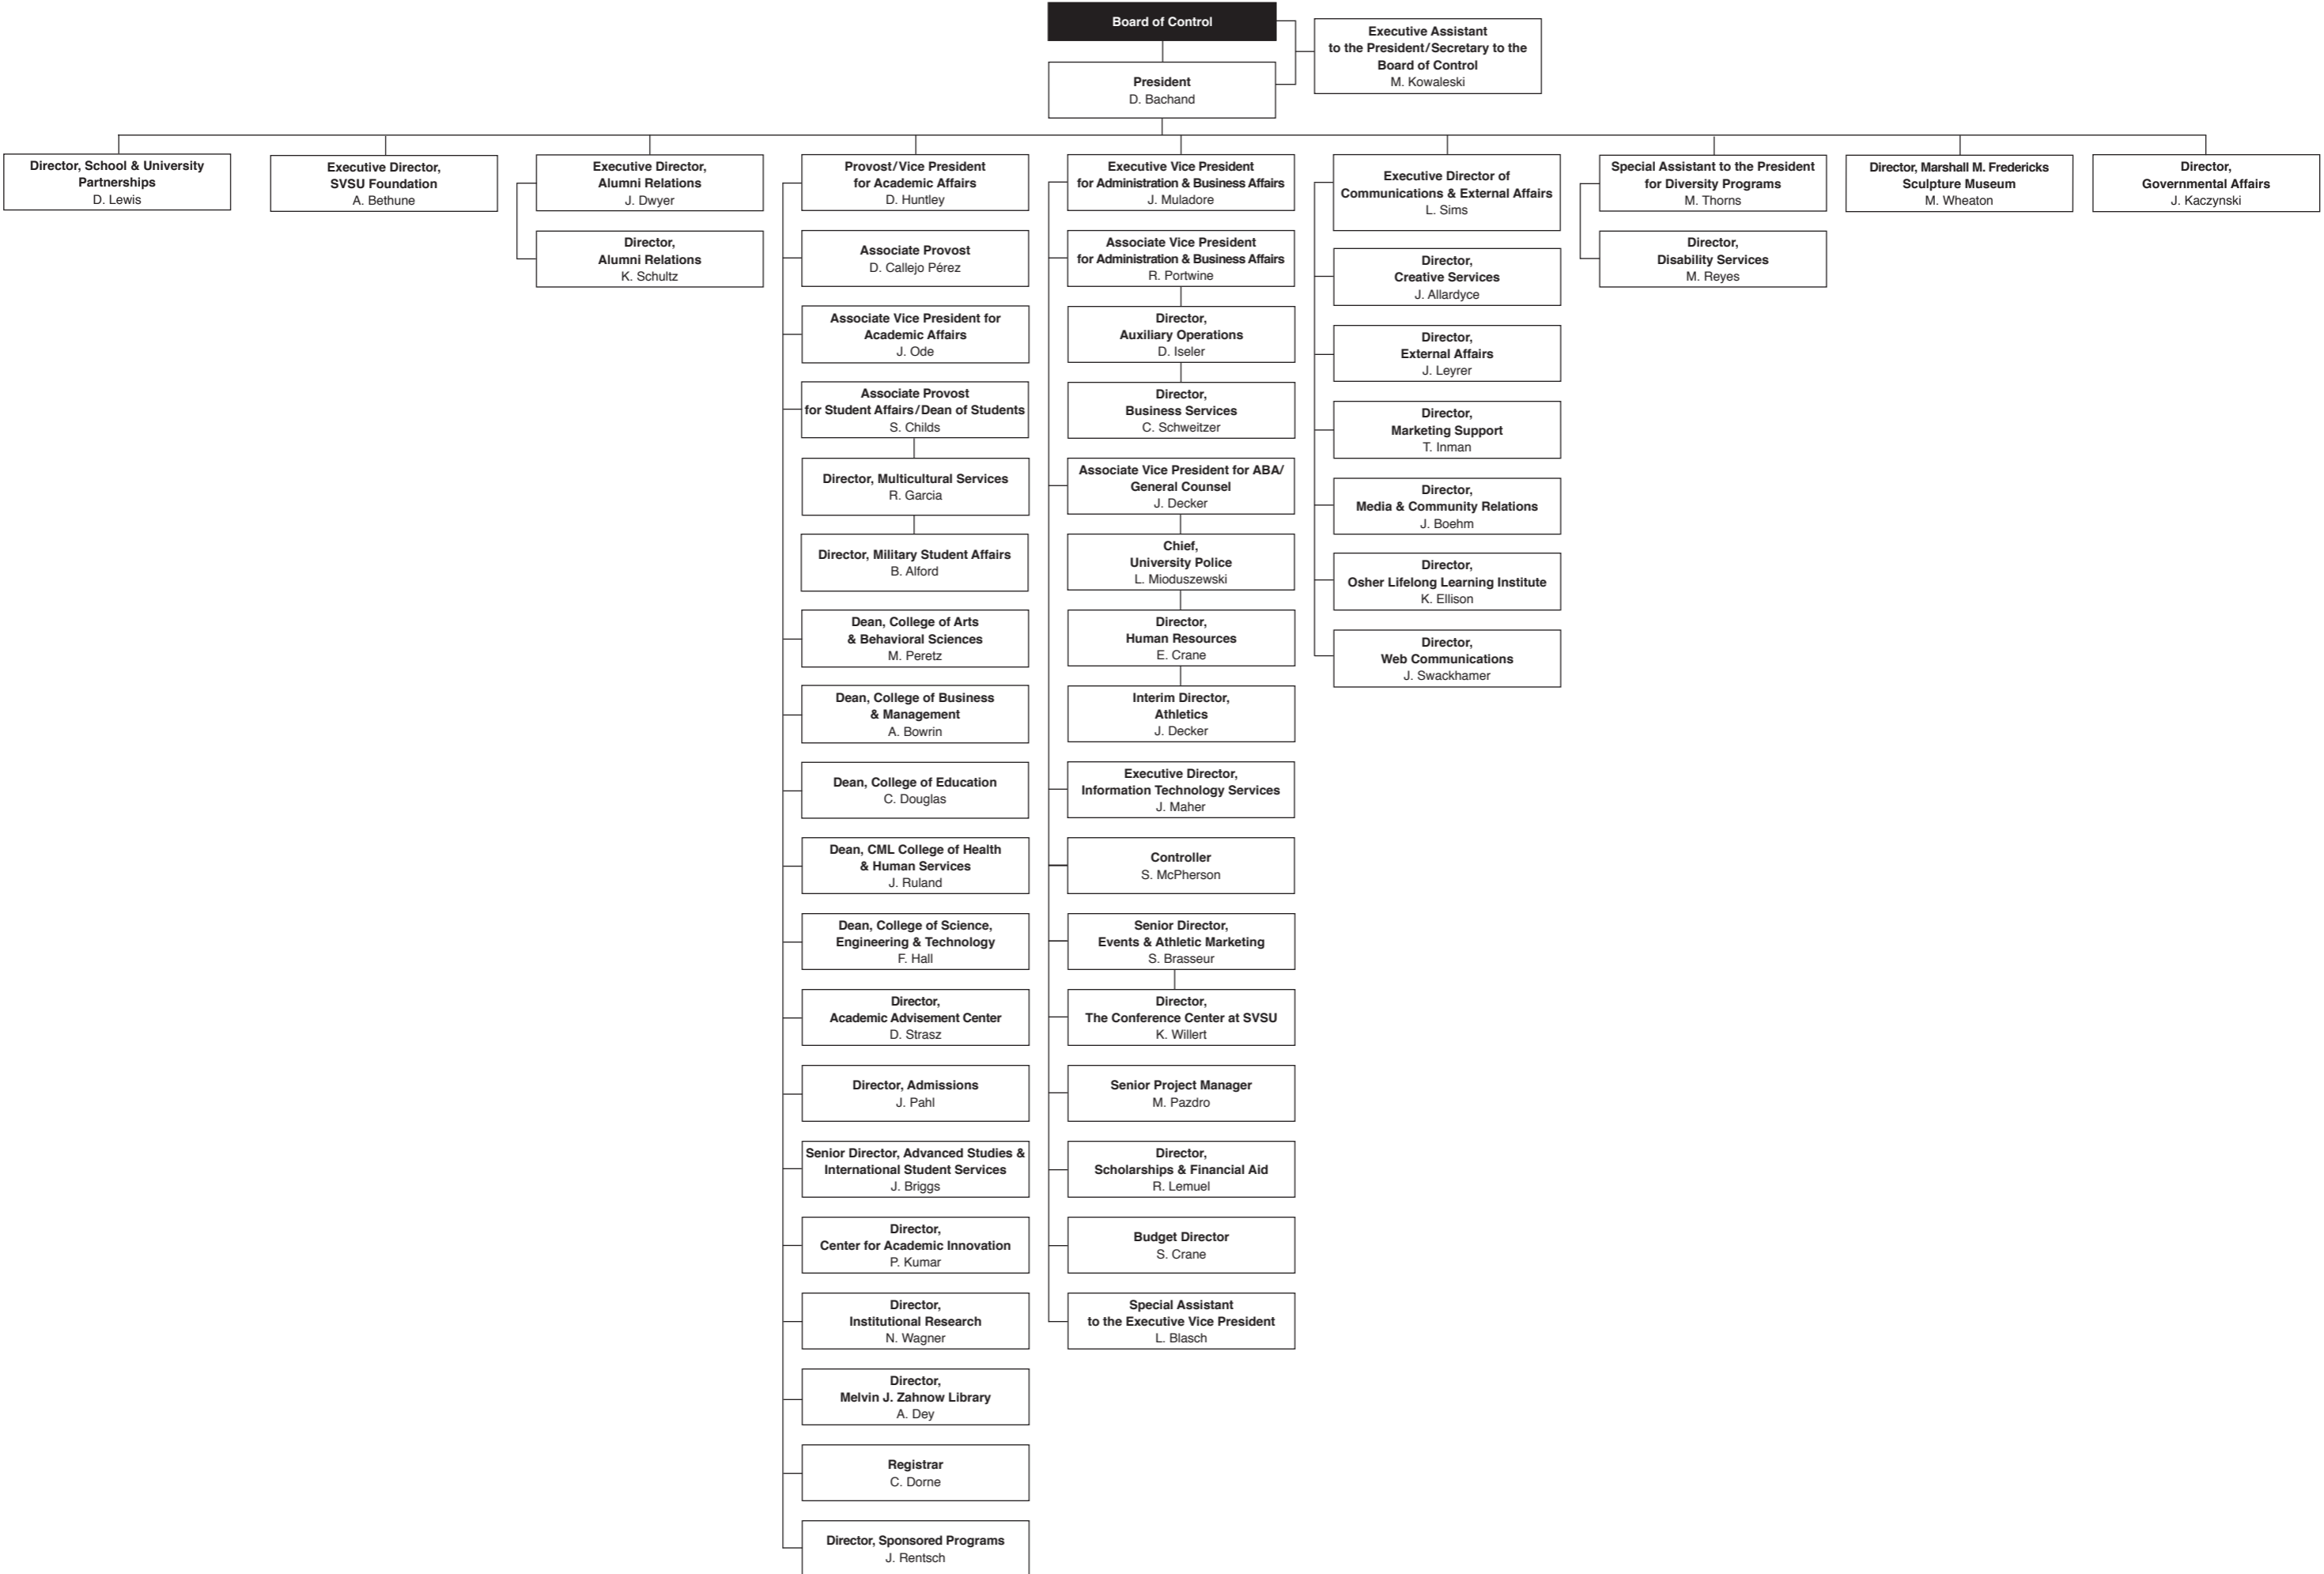 Board of Control
Executive Assistant
to the President/Secretary to the
Board of Control
M. Kowaleski
President
D. Bachand
Director, School & University
Partnerships
D. Lewis
Executive Director,
SVSU Foundation
A. Bethune
Executive Director,
Alumni Relations
J. Dwyer
Director,
Alumni Relations
K. Schultz
Provost/Vice President
for Academic Affairs
D. Huntley
Associate Provost
D. Callejo Pérez
Associate Vice President for
Academic Affairs
J. Ode
Associate Provost
for Student Affairs/Dean of Students
S. Childs
Director, Multicultural Services
R. Garcia
Director, Military Student Affairs
B. Alford
Dean, College of Arts
& Behavioral Sciences
M. Peretz
Dean, College of Business
& Management
A. Bowrin
Dean, College of Education
C. Douglas
Dean, CML College of Health
& Human Services
J. Ruland
Dean, College of Science,
Engineering & Technology
F. Hall
Director,
Academic Advisement Center
D. Strasz
Director, Admissions
J. Pahl
Senior Director, Advanced Studies &
International Student Services
J. Briggs
Director,
Center for Academic Innovation
P. Kumar
Director,
Institutional Research
N. Wagner
Director,
Melvin J. Zahnow Library
A. Dey
Registrar
C. Dorne
Director, Sponsored Programs
J. Rentsch
Executive Vice President
for Administration & Business Affairs
J. Muladore
Associate Vice President
for Administration & Business Affairs
R. Portwine
Director,
Auxiliary Operations
D. Iseler
Director,
Business Services
C. Schweitzer
Associate Vice President for ABA/
General Counsel
J. Decker
Chief,
University Police
L. Mioduszewski
Director,
Human Resources
E. Crane
Interim Director,
Athletics
J. Decker
Executive Director,
Information Technology Services
J. Maher
Controller
S. McPherson
Senior Director,
Events & Athletic Marketing
S. Brasseur
Director,
The Conference Center at SVSU
K. Willert
Senior Project Manager
M. Pazdro
Director,
Scholarships & Financial Aid
R. Lemuel
Budget Director
S. Crane
Special Assistant
to the Executive Vice President
L. Blasch
Executive Director of
Communications & External Affairs
L. Sims
Director,
Creative Services
J. Allardyce
Director,
External Affairs
J. Leyrer
Director,
Marketing Support
T. Inman
Director,
Media & Community Relations
J. Boehm
Director,
Osher Lifelong Learning Institute
K. Ellison
Director,
Web Communications
J. Swackhamer
Special Assistant to the President
for Diversity Programs
M. Thorns
Director,
Disability Services
M. Reyes
Director, Marshall M. Fredericks
Sculpture Museum
M. Wheaton
Director,
Governmental Affairs
J. Kaczynski